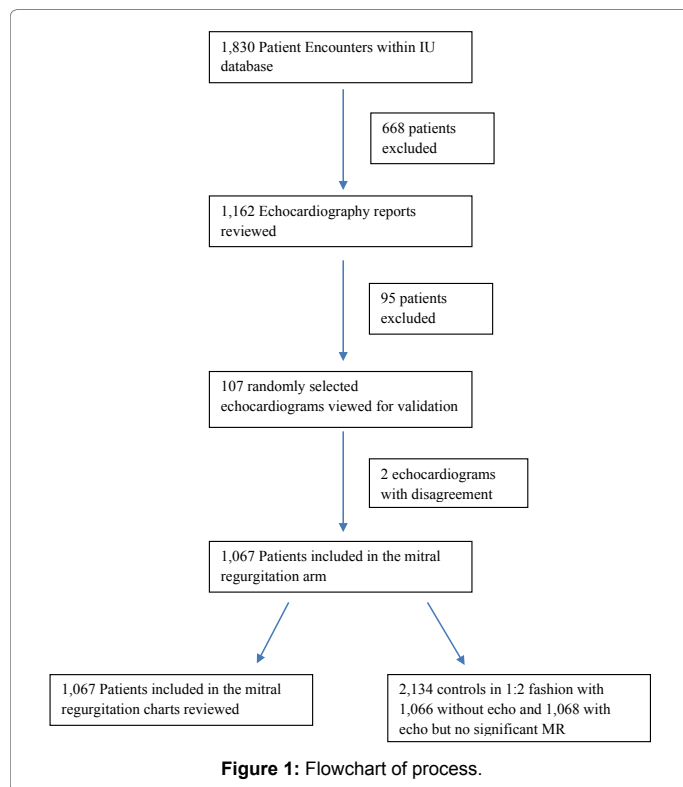 1,830 Patient Encounters within IU
database
668 patients
excluded
1,162 Echocardiography reports
reviewed
95 patients
excluded
107 randomly selected
echocardiograms viewed for validation
2 echocardiograms
with disagreement
1,067 Patients included in the mitral
regurgitation arm
1,067 Patients included in the mitral
regurgitation charts reviewed
2,134 controls in 1:2 fashion with
1,066 without echo and 1,068 with
echo but no significant MR
Figure 1: Flowchart of process.